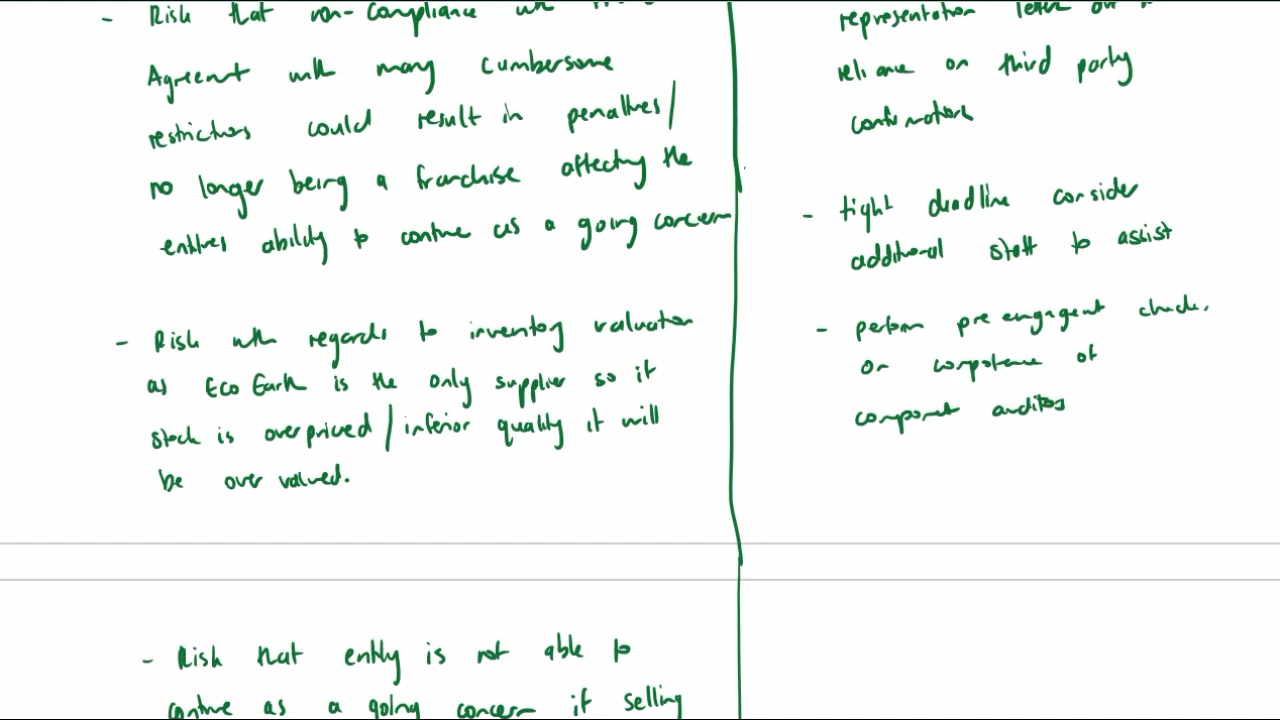 - Risk that non-compliance
Agreement with many cumbersome
restrictions could result in penalties/
no longer being a franchise affecting the
entities ability to continue as a going concern
- Risk with regards to inventory valuation
as Eco Earth is the only supplier so if
stock is overpriced/inferior quality it will
be over valued.
- Risk that entity is not able to
continue as a going concern if selling
representation letter
reliance on third party
confirmations
- tight deadline consider
additional staff to assist
- perform pre engagement checks
on competence of
component auditors